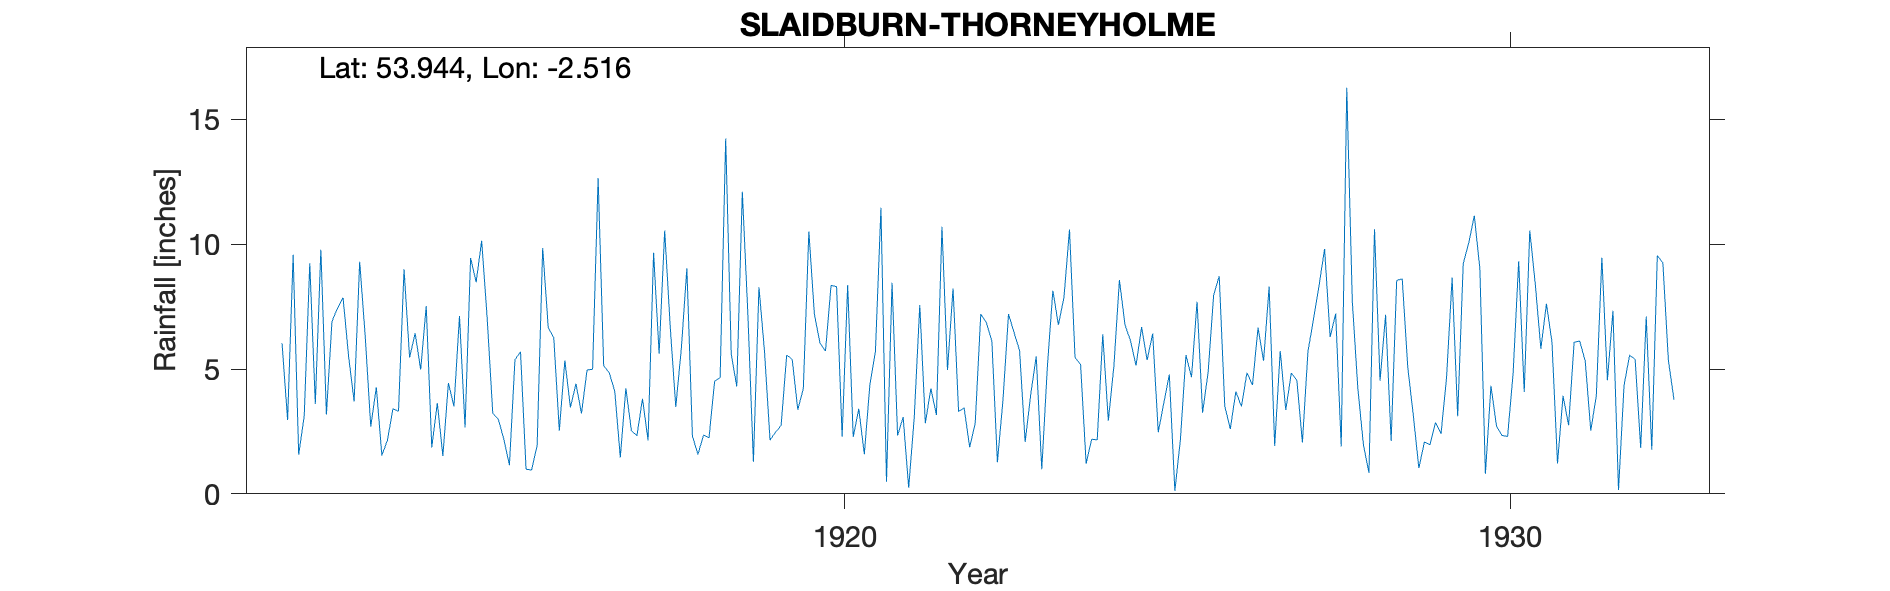 SLAIDBURN-THORNEYHOLME
Lat: 53.944, Lon: -2.516
15
10
5
0
Rainfall [inches]
1920
1930
Year